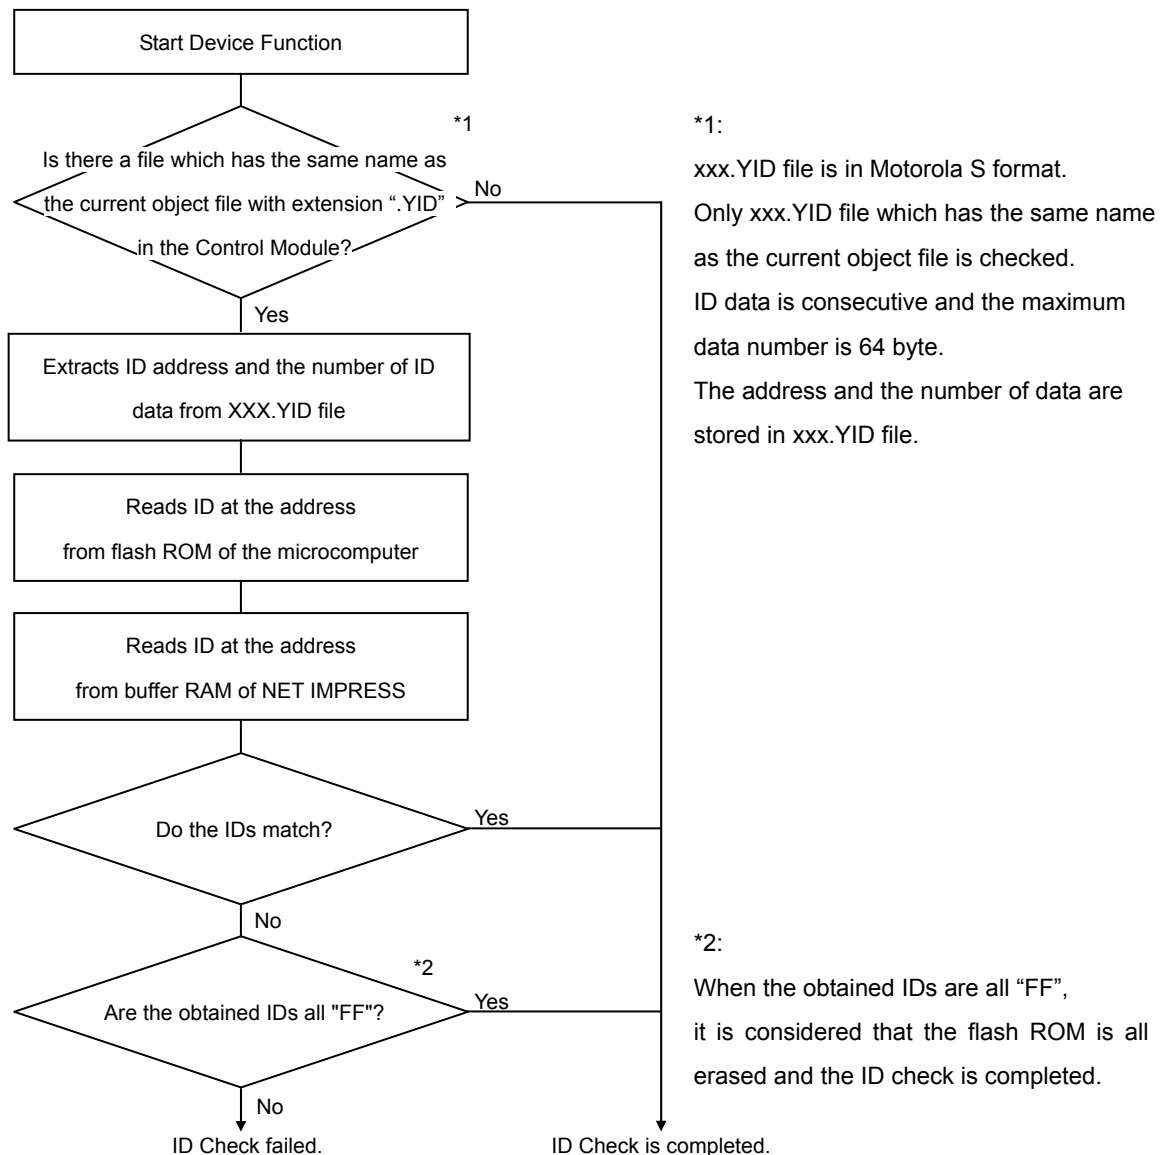 Start Device Function
*1
Is there a file which has the same name as
the current object file with extension “.YID”
in the Control Module?
No
Yes
Extracts ID address and the number of ID
data from XXX.YID file
Reads ID at the address
from flash ROM of the microcomputer
Reads ID at the address
from buffer RAM of NET IMPRESS
Do the IDs match?
Yes
No
*2
Are the obtained IDs all "FF"?
Yes
No
ID Check failed.
ID Check is completed.
*1:
xxx.YID file is in Motorola S format.
Only xxx.YID file which has the same name
as the current object file is checked.
ID data is consecutive and the maximum
data number is 64 byte.
The address and the number of data are
stored in xxx.YID file.
*2:
When the obtained IDs are all “FF”,
it is considered that the flash ROM is all
erased and the ID check is completed.